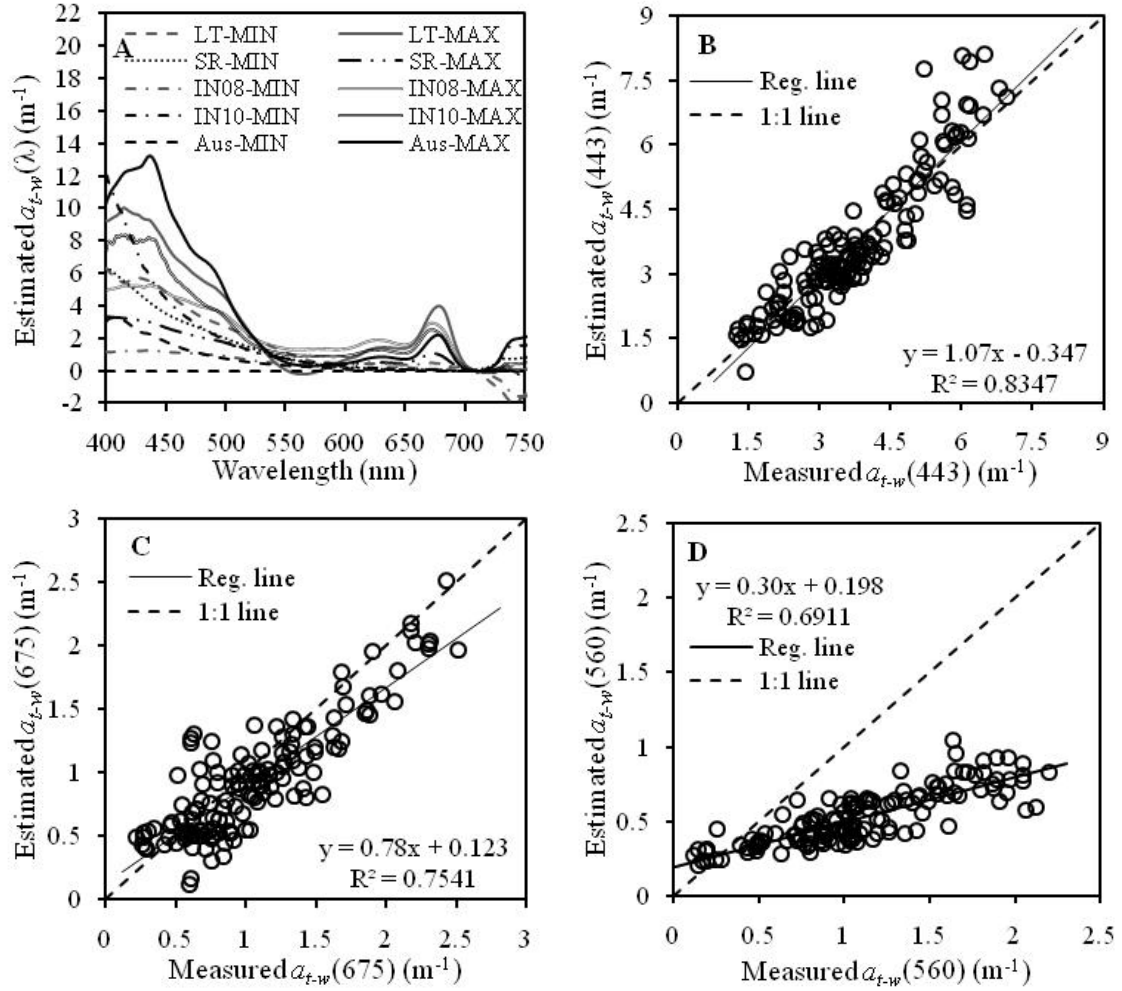 A
LT-MIN LT-MAX
SR-MIN SR-MAX
IN08-MIN IN08-MAX
IN10-MIN IN10-MAX
Aus-MIN Aus-MAX
22
20
18
16
14
12
10
8
6
4
2
0
-2
400 450 500 550 600 650 700 750
Estimated a_{t-w}(λ) (m⁻¹)
Wavelength (nm)
B
Reg. line
1:1 line
9
7.5
6
4.5
3
1.5
0
0 1.5 3 4.5 6 7.5 9
y = 1.07x - 0.347
R² = 0.8347
Estimated a_{t-w}(443) (m⁻¹)
Measured a_{t-w}(443) (m⁻¹)
C
Reg. line
1:1 line
3
2.5
2
1.5
1
0.5
0
0 0.5 1 1.5 2 2.5 3
y = 0.78x + 0.123
R² = 0.7541
Estimated a_{t-w}(675) (m⁻¹)
Measured a_{t-w}(675) (m⁻¹)
D
y = 0.30x + 0.198
R² = 0.6911
Reg. line
1:1 line
2.5
2
1.5
1
0.5
0
0 0.5 1 1.5 2 2.5
Estimated a_{t-w}(560) (m⁻¹)
Measured a_{t-w}(560) (m⁻¹)